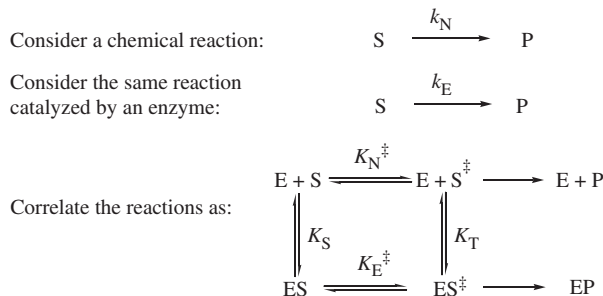 Consider a chemical reaction: S k_N P
Consider the same reaction
catalyzed by an enzyme: S k_E P
K_N‡
E + S E + S‡ E + P
Correlate the reactions as: K_S K_T
K_E‡
ES ES‡ EP